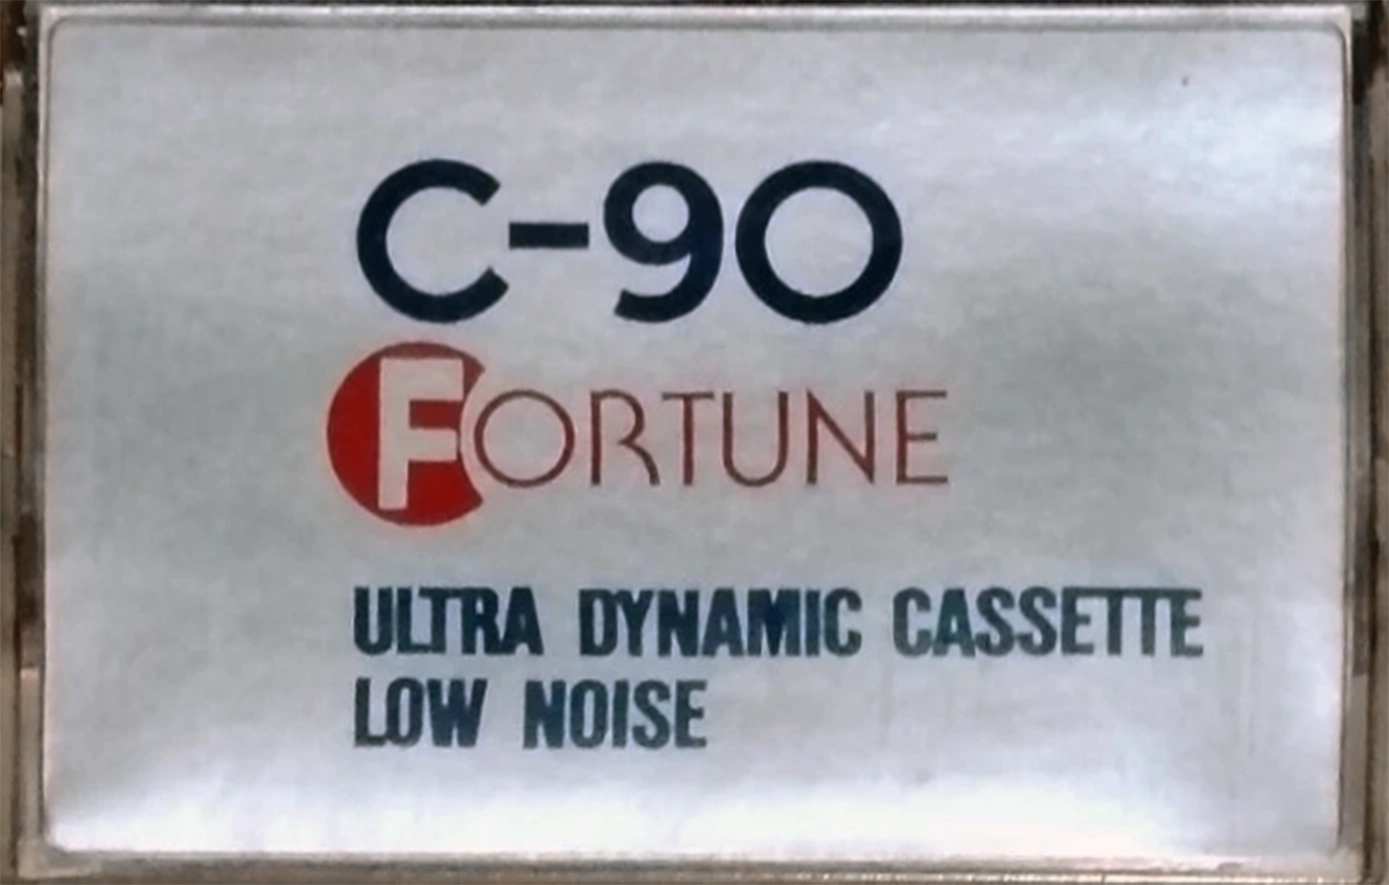 C-90
FORTUNE
ULTRA DYNAMIC CASSETTE
LOW NOISE